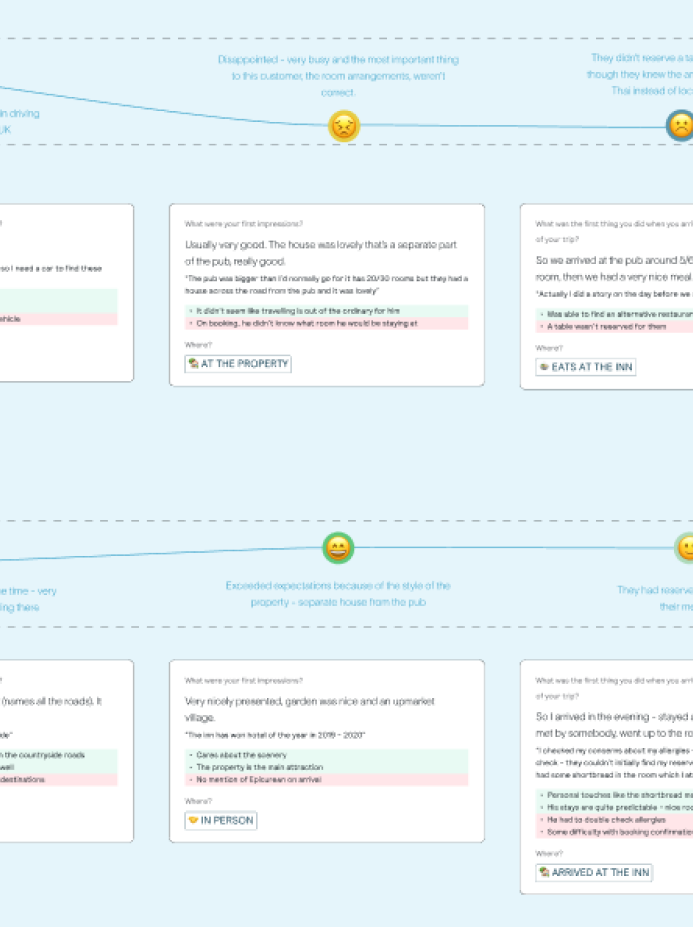 Disappointed - very busy and the most important thing
to this customer, the room arrangements, weren't
correct.
They didn't reserve a ta
though they knew the ar
Thai instead of loc
in driving
UK
?
so I need a car to find these
vehicle
What were your first impressions?
Usually very good. The house was lovely that's a separate part
of the pub, really good.
"The pub was bigger than I'd normally go for it has 20/30 rooms but they had a
house across the road from the pub and it was lovely"
• It didn't seem like travelling is out of the ordinary for him
• On booking, he didn't know what room he would be staying at
Where?
AT THE PROPERTY
What was the first thing you did when you arri
of your trip?
So we arrived at the pub around 5/6
room, then we had a very nice meal.
"Actually I did a story on the day before we
• Was able to find an alternative restauran
• A table wasn't reserved for them
Where?
EATS AT THE INN
e time - very
ing there
Exceeded expectations because of the style of the
property - separate house from the pub
They had reserve
their me
?
(names all the roads). It
de"
n the countryside roads
well
destinations
What were your first impressions?
Very nicely presented, garden was nice and an upmarket
village.
"The inn has won hotel of the year in 2019 - 2020"
• Cares about the scenery
• The property is the main attraction
• No mention of Epicurean on arrival
Where?
IN PERSON
What was the first thing you did when you arri
of your trip?
So I arrived in the evening - stayed a
met by somebody, went up to the ro
"I checked my concerns about my allergies -
check - they couldn't initially find my reserv
had some shortbread in the room which I at
• Personal touches like the shortbread ma
• His stays are quite predictable - nice roo
• He had to double check allergies
• Some difficulty with booking confirmatio
Where?
ARRIVED AT THE INN